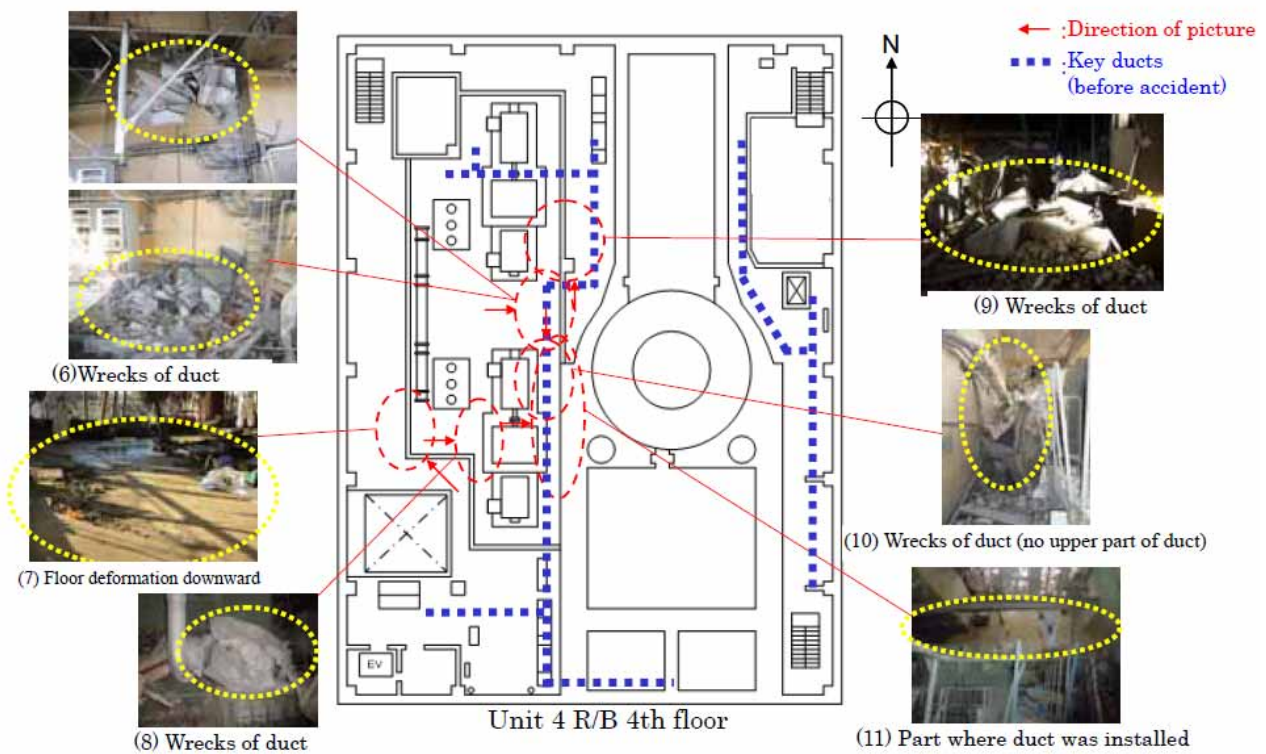 :Direction of picture
:Key ducts
(before accident)
N
(6)Wrecks of duct
(9) Wrecks of duct
(7) Floor deformation downward
(10) Wrecks of duct (no upper part of duct)
EV
(8) Wrecks of duct
Unit 4 R/B 4th floor
(11) Part where duct was installed